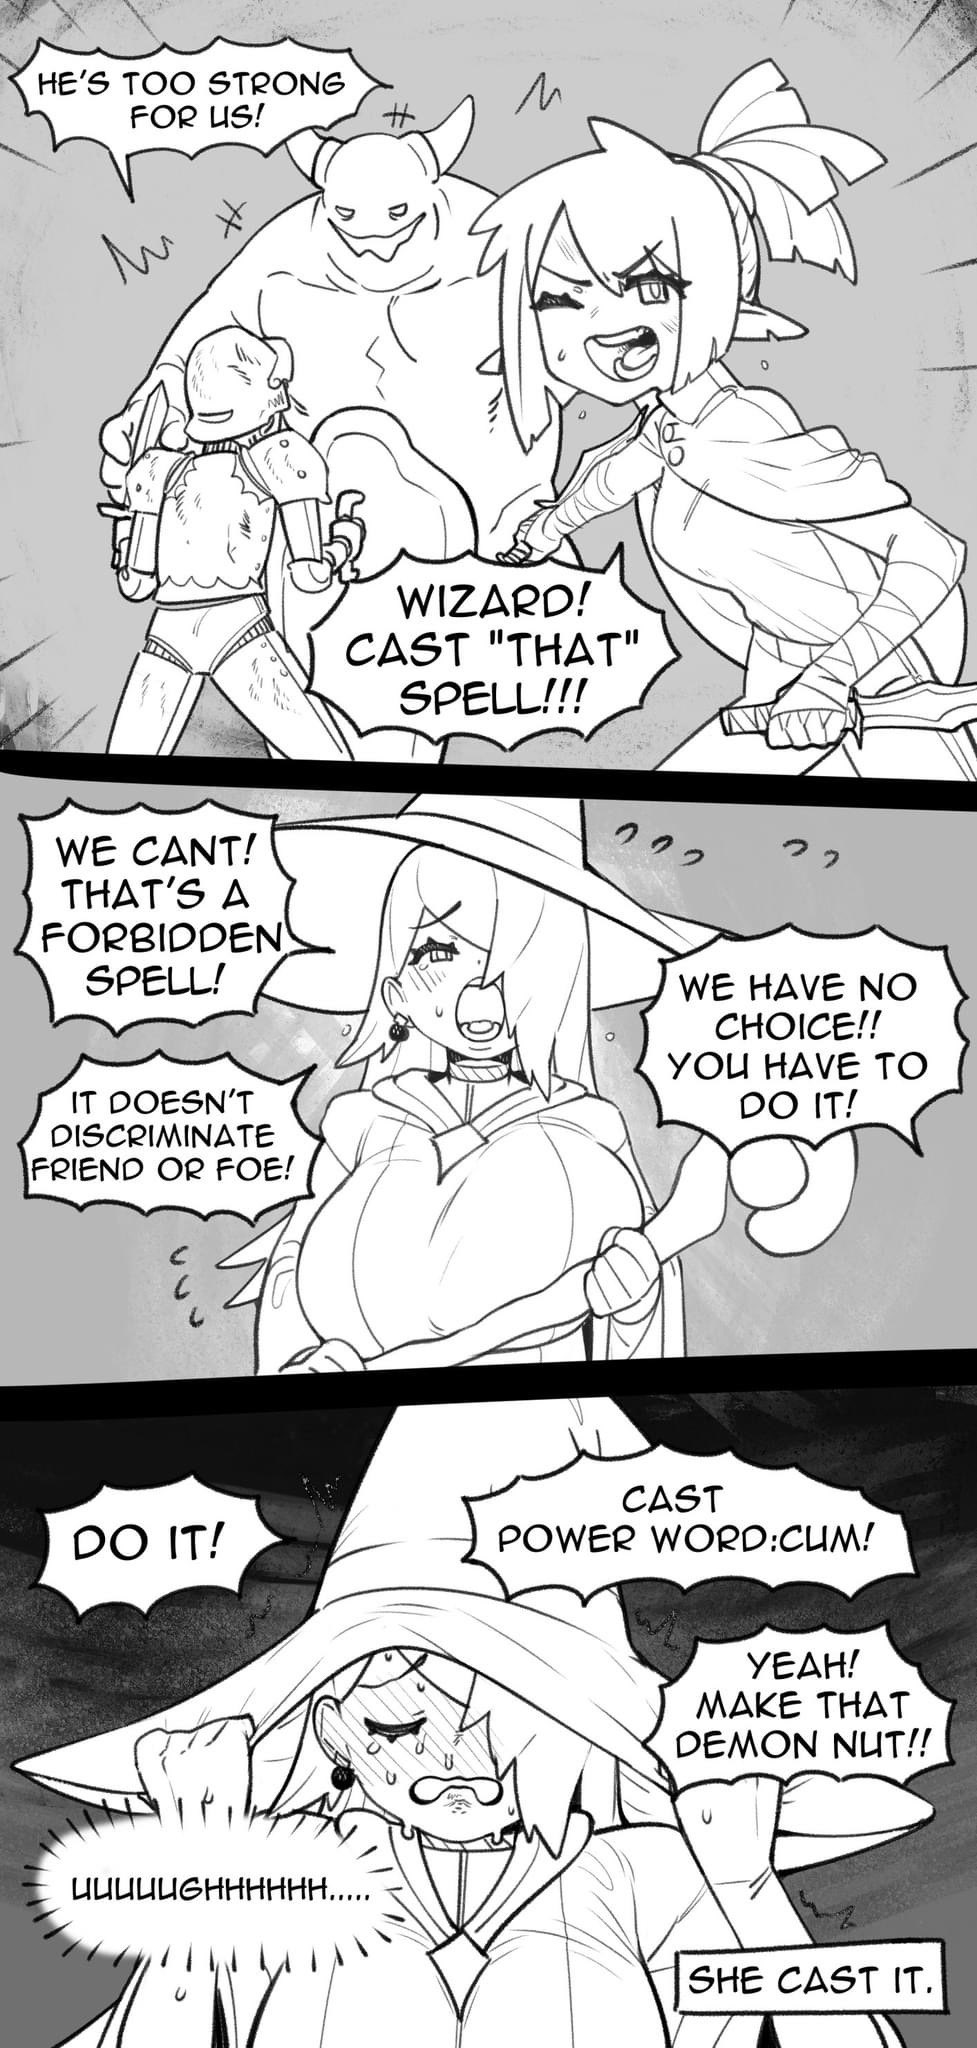 HE'S TOO STRONG
FOR US!
WIZARD!
CAST "THAT"
SPELL!!!
WE CANT!
THAT'S A
FORBIDDEN
SPELL!
WE HAVE NO
CHOICE!!
YOU HAVE TO
DO IT!
IT DOESN'T
DISCRIMINATE
FRIEND OR FOE!
DO IT!
CAST
POWER WORD:CUM!
YEAH!
MAKE THAT
DEMON NUT!!
UUUUUGHHHHHH.....
SHE CAST IT.